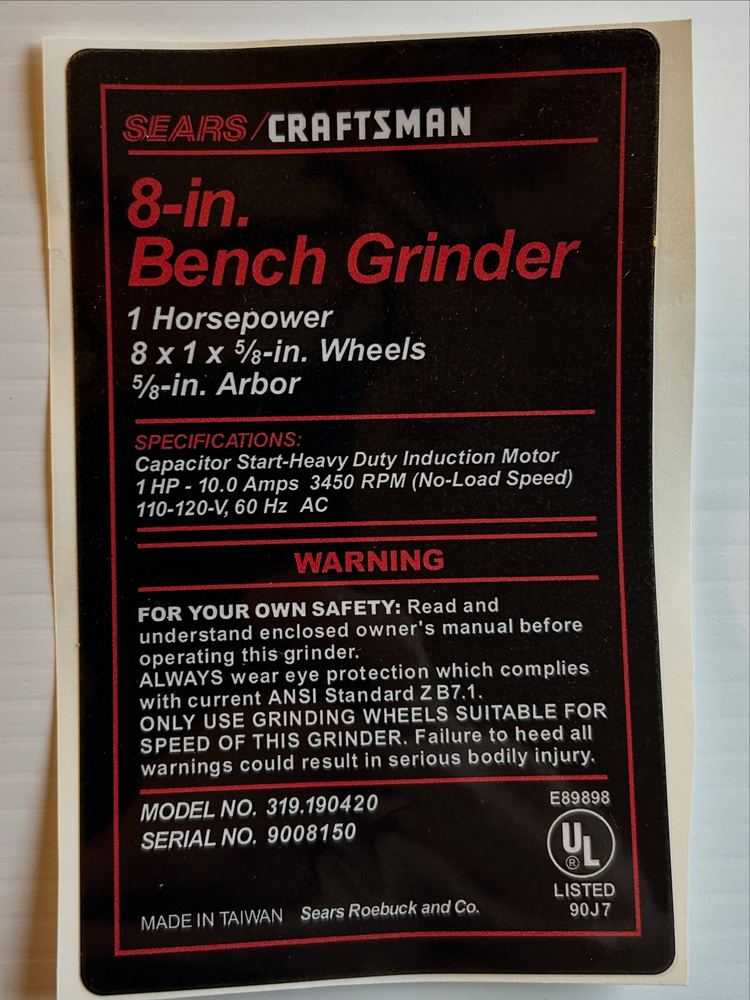 SEARS/CRAFTSMAN
8-in.
Bench Grinder
1 Horsepower
8 x 1 x 5/8-in. Wheels
5/8-in. Arbor
SPECIFICATIONS:
Capacitor Start-Heavy Duty Induction Motor
1 HP - 10.0 Amps 3450 RPM (No-Load Speed)
110-120-V, 60 Hz AC
WARNING
FOR YOUR OWN SAFETY: Read and
understand enclosed owner's manual before
operating this grinder.
ALWAYS wear eye protection which complies
with current ANSI Standard Z B7.1.
ONLY USE GRINDING WHEELS SUITABLE FOR
SPEED OF THIS GRINDER. Failure to heed all
warnings could result in serious bodily injury.
MODEL NO. 319.190420
SERIAL NO. 9008150
E89898
UL
®
LISTED
90J7
MADE IN TAIWAN Sears Roebuck and Co.